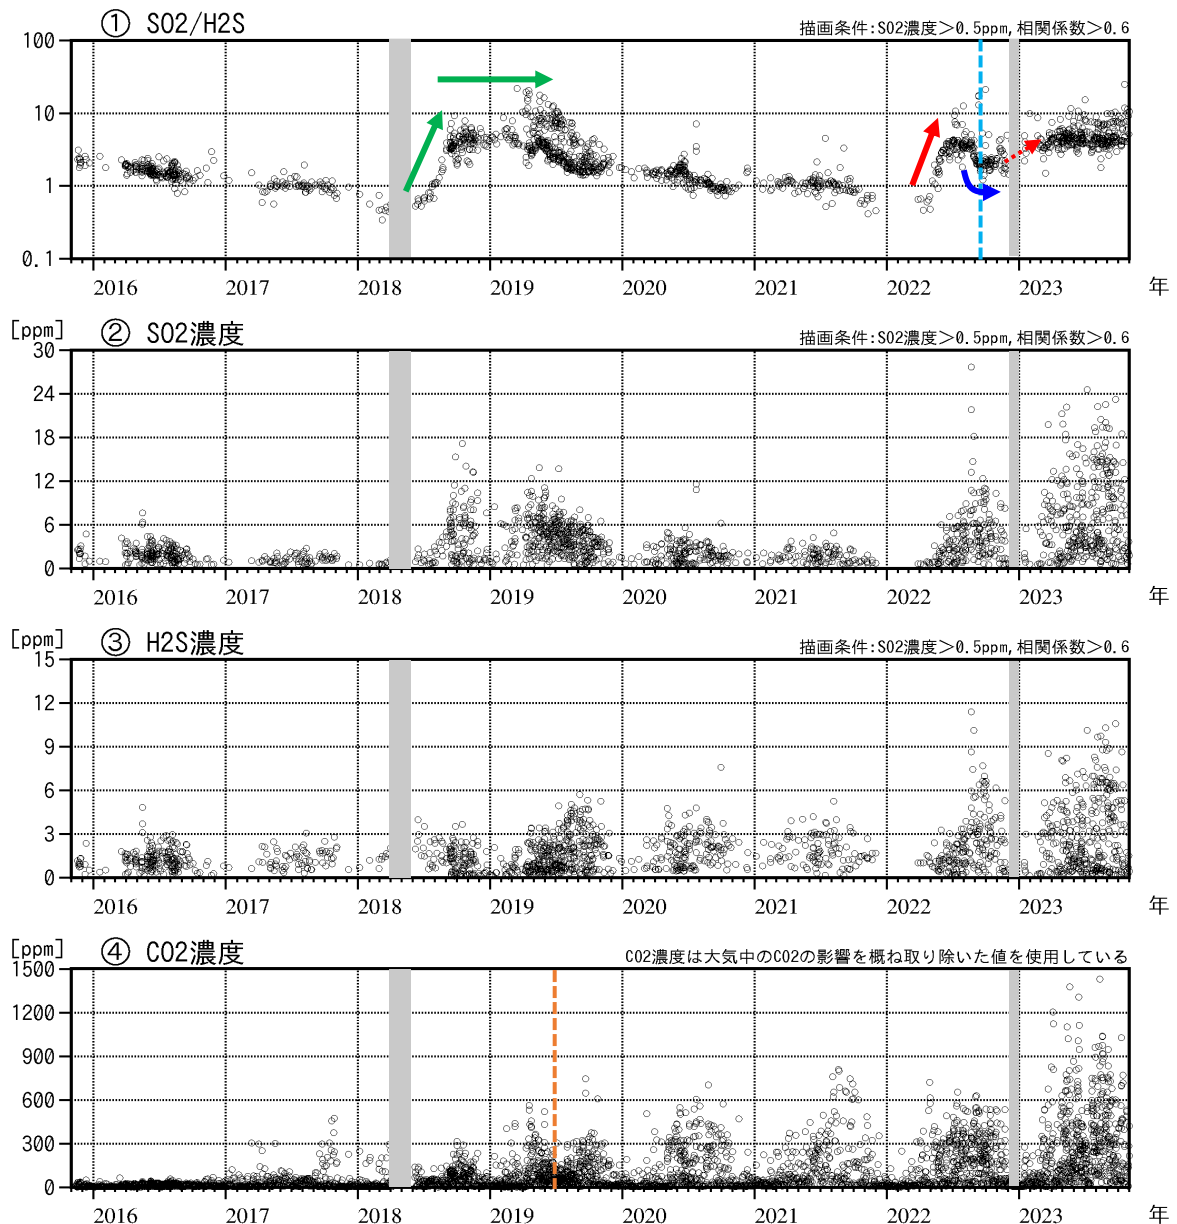 ① SO2/H2S
描画条件:SO2濃度＞0.5ppm,相関係数＞0.6
100
10
1
0.1
2016 2017 2018 2019 2020 2021 2022 2023 年
[ppm] ② SO2濃度
描画条件:SO2濃度＞0.5ppm,相関係数＞0.6
30
24
18
12
6
0
2016 2017 2018 2019 2020 2021 2022 2023 年
[ppm] ③ H2S濃度
描画条件:SO2濃度＞0.5ppm,相関係数＞0.6
15
12
9
6
3
0
2016 2017 2018 2019 2020 2021 2022 2023 年
[ppm] ④ CO2濃度
CO2濃度は大気中のCO2の影響を概ね取り除いた値を使用している
1500
1200
900
600
300
0
2016 2017 2018 2019 2020 2021 2022 2023 年